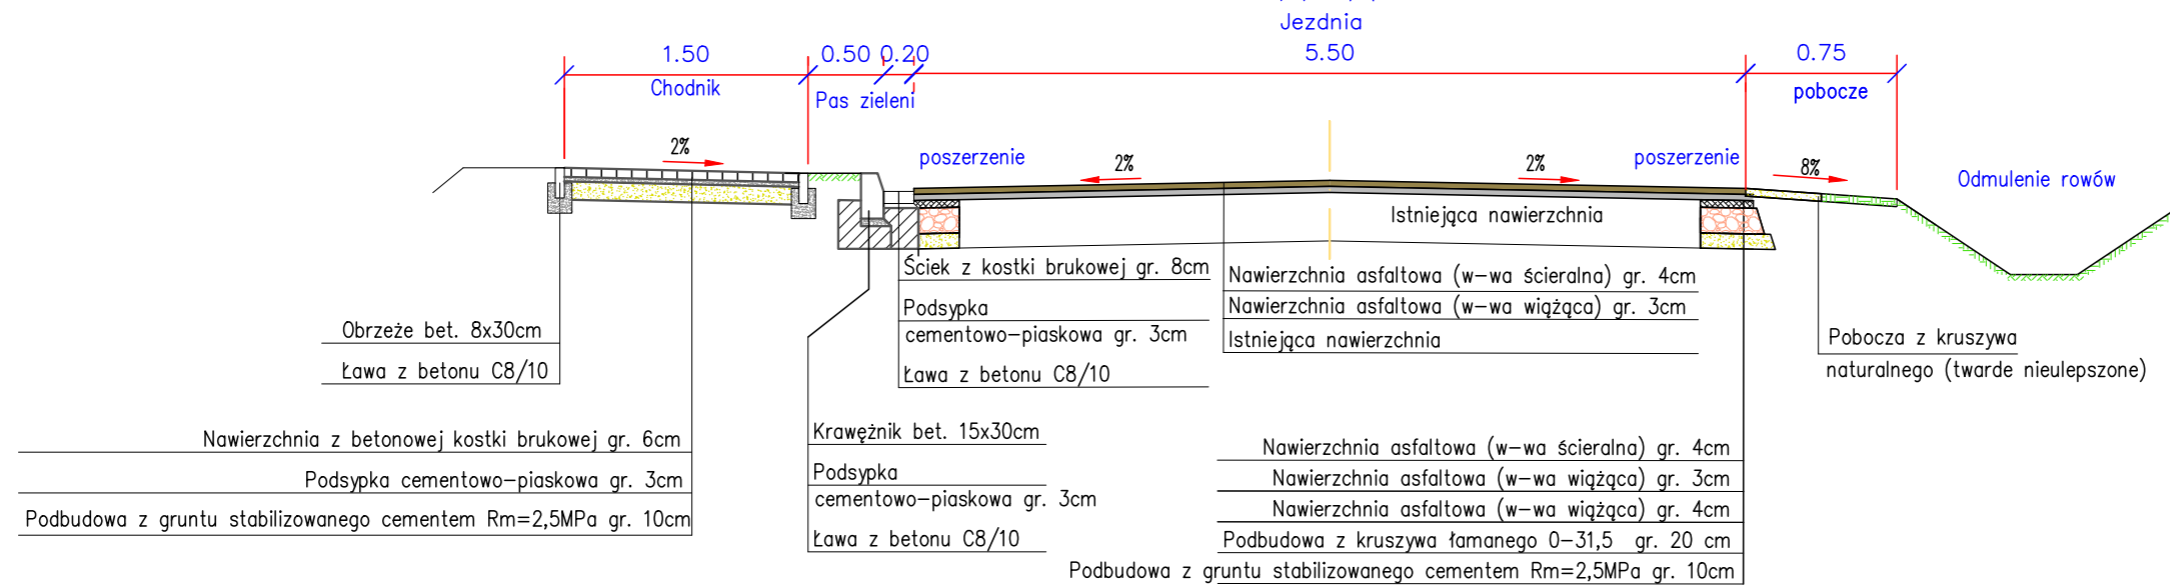 Jezdnia
1.50
0.50
0.20
5.50
0.75
Chodnik
Pas zieleni
pobocze
2%
poszerzenie
2%
2%
poszerzenie
8%
Odmulenie rowów
Istniejąca nawierzchnia
Ściek z kostki brukowej gr. 8cm
Podsypka
cementowo-piaskowa gr. 3cm
Ława z betonu C8/10
Nawierzchnia asfaltowa (w-wa ścieralna) gr. 4cm
Nawierzchnia asfaltowa (w-wa wiążąca) gr. 3cm
Istniejąca nawierzchnia
Obrzeże bet. 8x30cm
Ława z betonu C8/10
Pobocza z kruszywa
naturalnego (twarde nieulepszone)
Nawierzchnia z betonowej kostki brukowej gr. 6cm
Podsypka cementowo-piaskowa gr. 3cm
Podbudowa z gruntu stabilizowanego cementem Rm=2,5MPa gr. 10cm
Krawężnik bet. 15x30cm
Podsypka
cementowo-piaskowa gr. 3cm
Ława z betonu C8/10
Nawierzchnia asfaltowa (w-wa ścieralna) gr. 4cm
Nawierzchnia asfaltowa (w-wa wiążąca) gr. 3cm
Nawierzchnia asfaltowa (w-wa wiążąca) gr. 4cm
Podbudowa z kruszywa łamanego 0-31,5 gr. 20 cm
Podbudowa z gruntu stabilizowanego cementem Rm=2,5MPa gr. 10cm